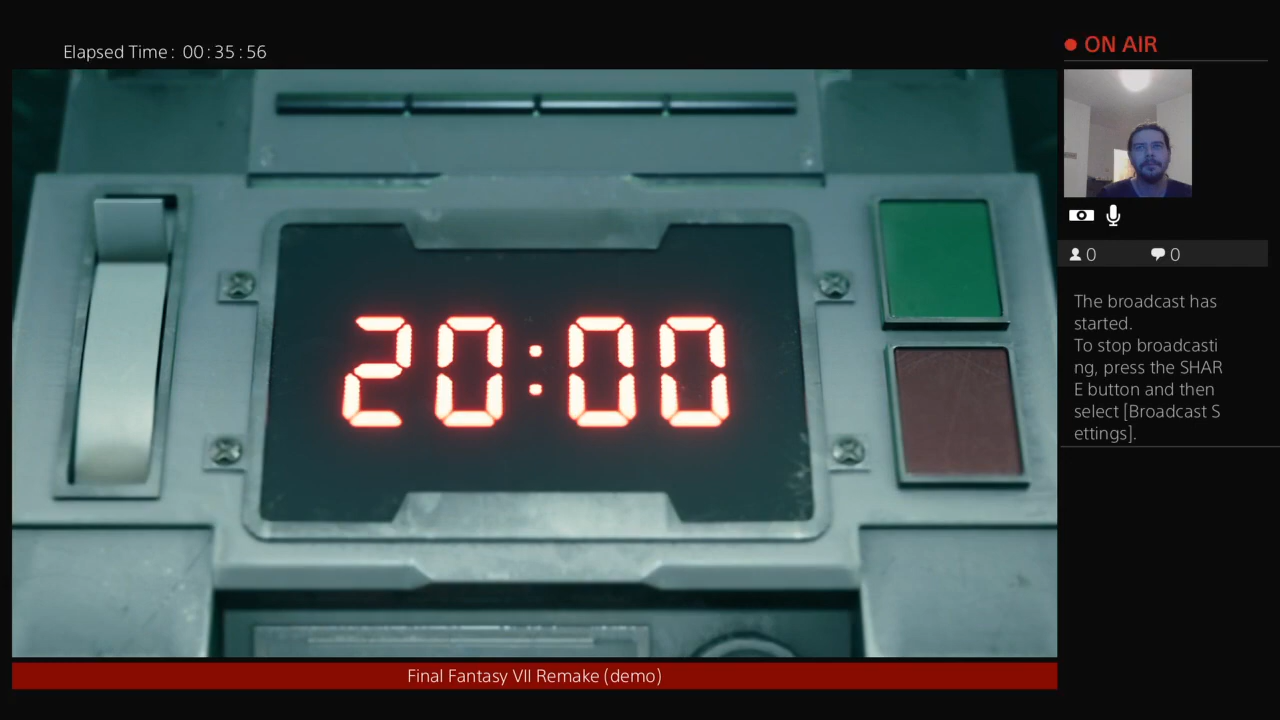 Elapsed Time: 00:35:56
ON AIR
20:00
0
0
The broadcast has
started.
To stop broadcasti
ng, press the SHAR
E button and then
select [Broadcast S
ettings].
Final Fantasy VII Remake (demo)